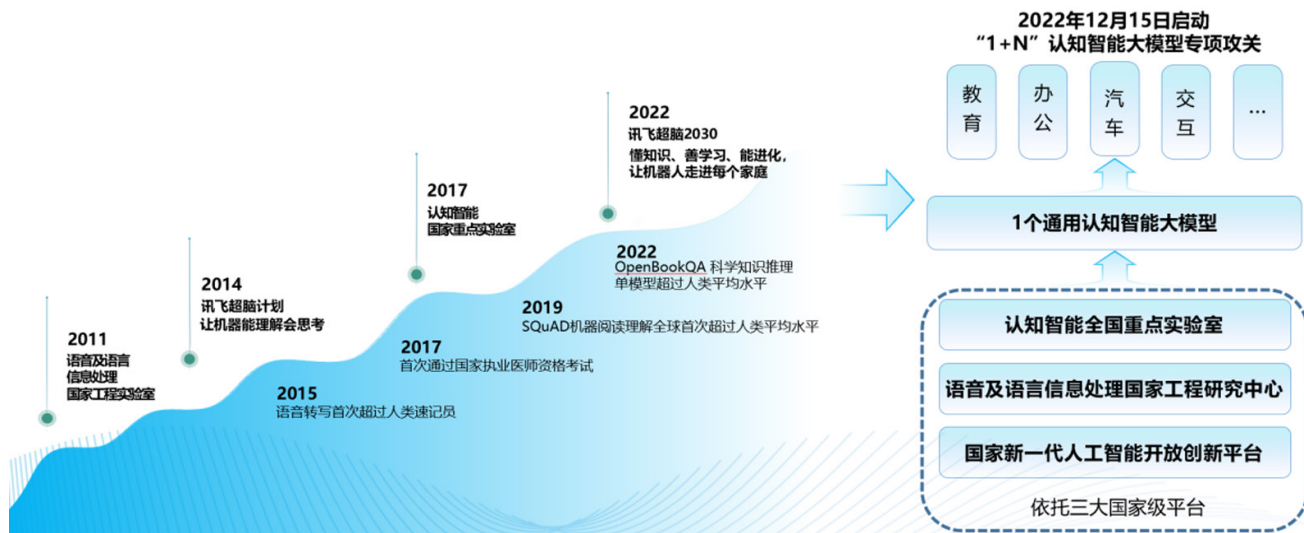 2011
语音及语言
信息处理
国家工程实验室
2014
讯飞超脑计划
让机器能理解会思考
2017
认知智能
国家重点实验室
2022
讯飞超脑2030
懂知识、善学习、能进化，
让机器人走进每个家庭
2015
语音转写首次超过人类速记员
2017
首次通过国家执业医师资格考试
2019
SQuAD机器阅读理解全球首次超过人类平均水平
2022
OpenBookQA 科学知识推理
单模型超过人类平均水平
2022年12月15日启动
“1+N”认知智能大模型专项攻关
教育
办公
汽车
交互
...
1个通用认知智能大模型
认知智能全国重点实验室
语音及语言信息处理国家工程研究中心
国家新一代人工智能开放创新平台
依托三大国家级平台